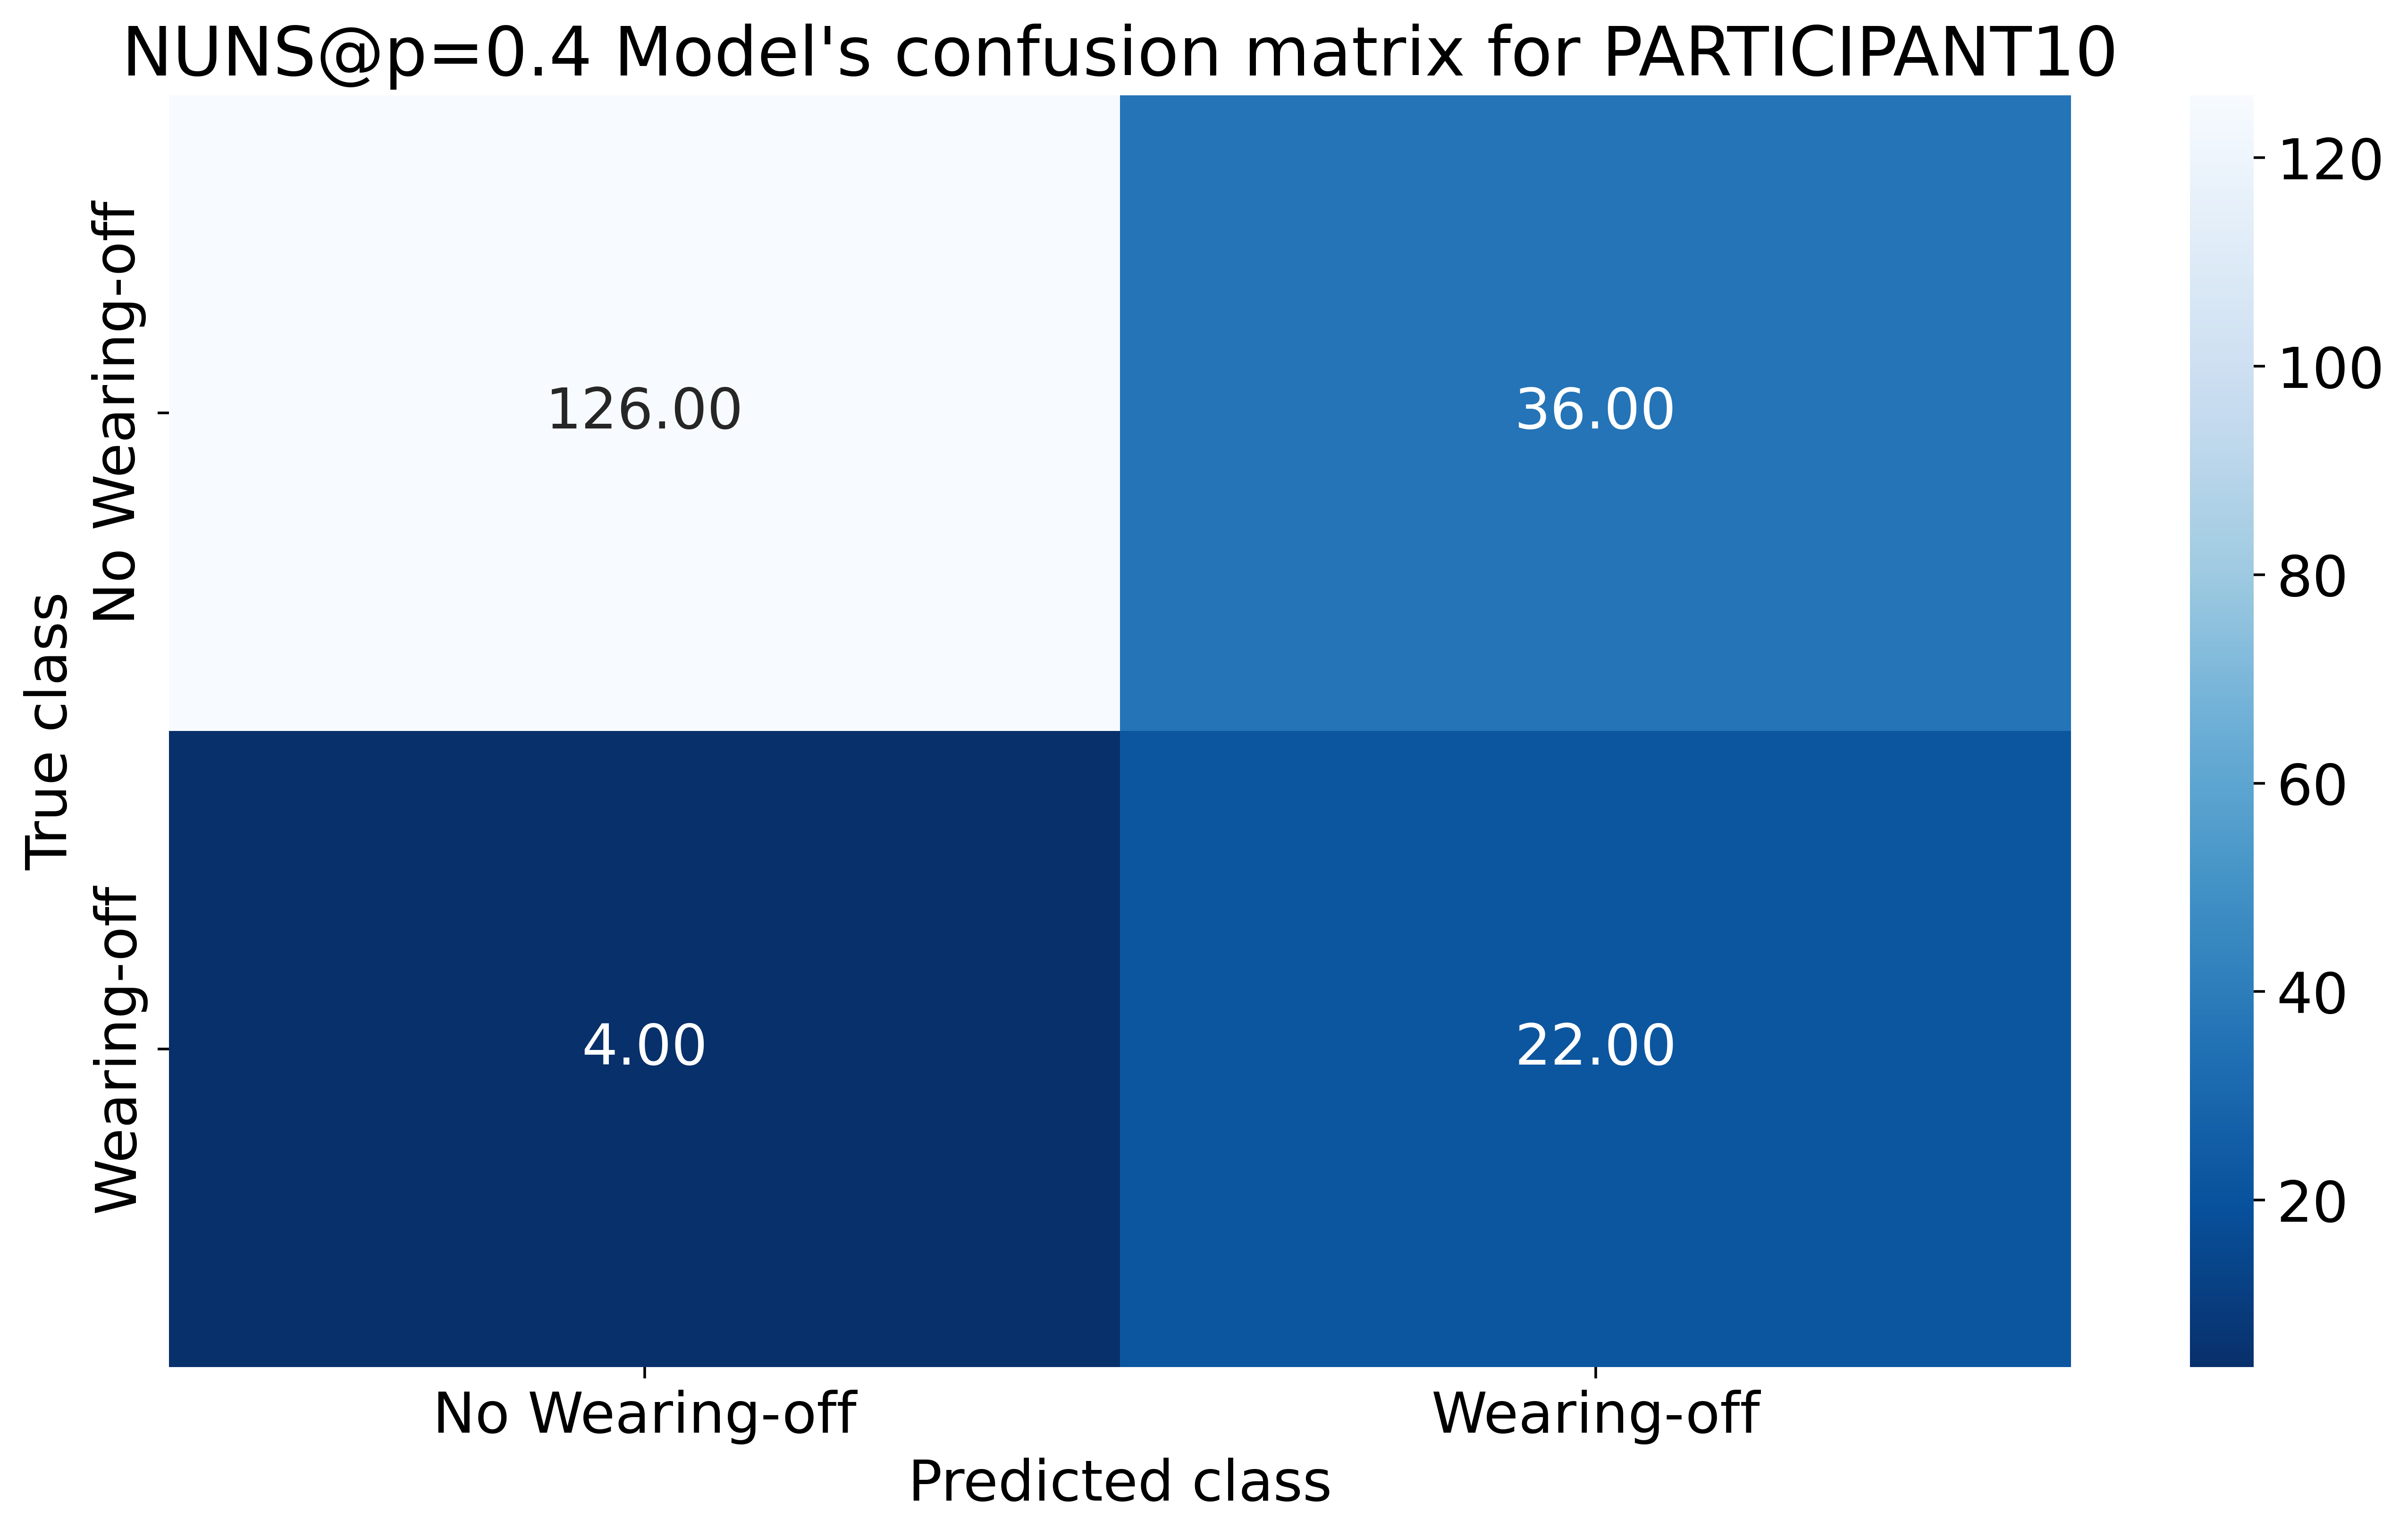 NUNS@p=0.4 Model's confusion matrix for PARTICIPANT10
True class
No Wearing-off
Wearing-off
126.00
36.00
4.00
22.00
No Wearing-off
Wearing-off
Predicted class
120
100
80
60
40
20